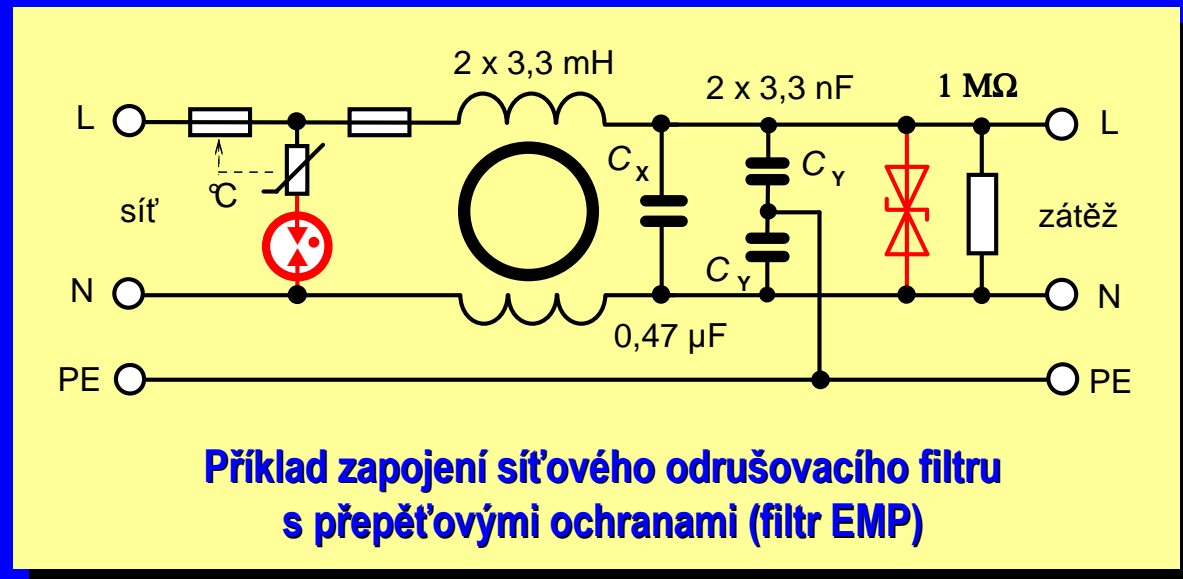 2 x 3,3 mH
2 x 3,3 nF
1 MΩ
L
L
°C
C X
C Y
síť
zátěž
N
C Y
N
0,47 µF
PE
PE
Příklad zapojení síťového odrušovacího filtru
s přepěťovými ochranami (filtr EMP)